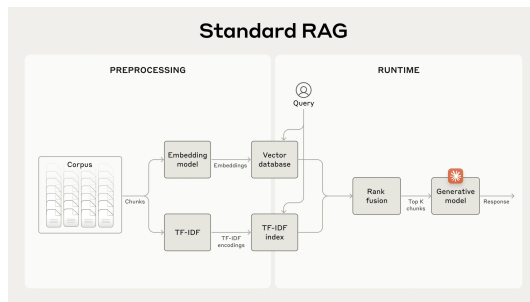 Standard RAG
PREPROCESSING
RUNTIME
Query
Corpus
Chunks
Embedding
model
Embeddings
Vector
database
TF-IDF
TF-IDF
encodings
TF-IDF
index
Rank
fusion
Top K
chunks
Generative
model
Response